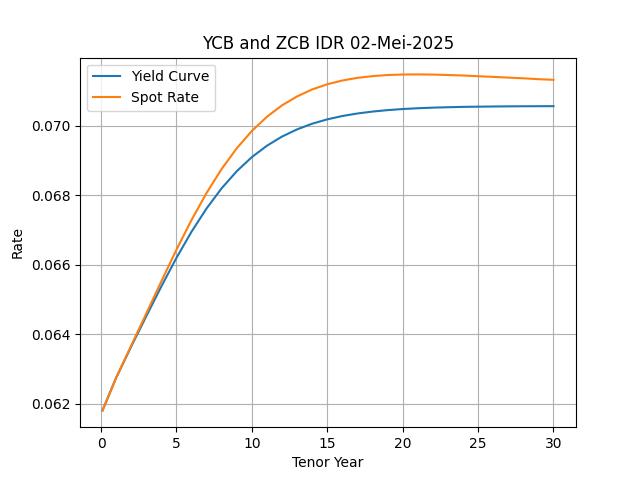 YCB and ZCB IDR 02-Mei-2025
Yield Curve
Spot Rate
0.070
0.068
0.066
0.064
0.062
Rate
0 5 10 15 20 25 30
Tenor Year